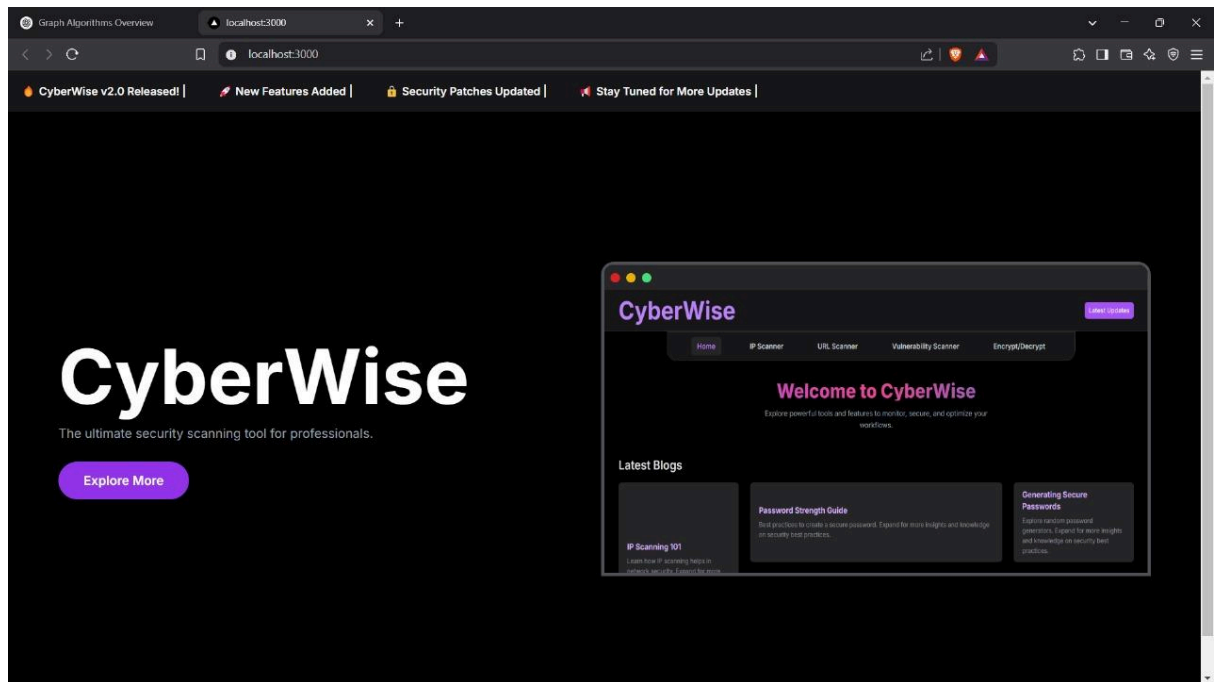 Graph Algorithms Overview
localhost:3000
localhost:3000
🔥 CyberWise v2.0 Released! | 🚀 New Features Added | 🔒 Security Patches Updated | 📢 Stay Tuned for More Updates |
CyberWise
The ultimate security scanning tool for professionals.
Explore More
CyberWise
Latest Updates
Home IP Scanner URL Scanner Vulnerability Scanner Encrypt/Decrypt
Welcome to CyberWise
Explore powerful tools and features to monitor, secure, and optimize your
workflows.
Latest Blogs
IP Scanning 101
Learn how IP scanning helps in
network security. Expand for more
Password Strength Guide
Best practices to create a secure password. Expand for more insights and knowledge
on security best practices.
Generating Secure
Passwords
Explore random password
generators. Expand for more insights
and knowledge on security best
practices.